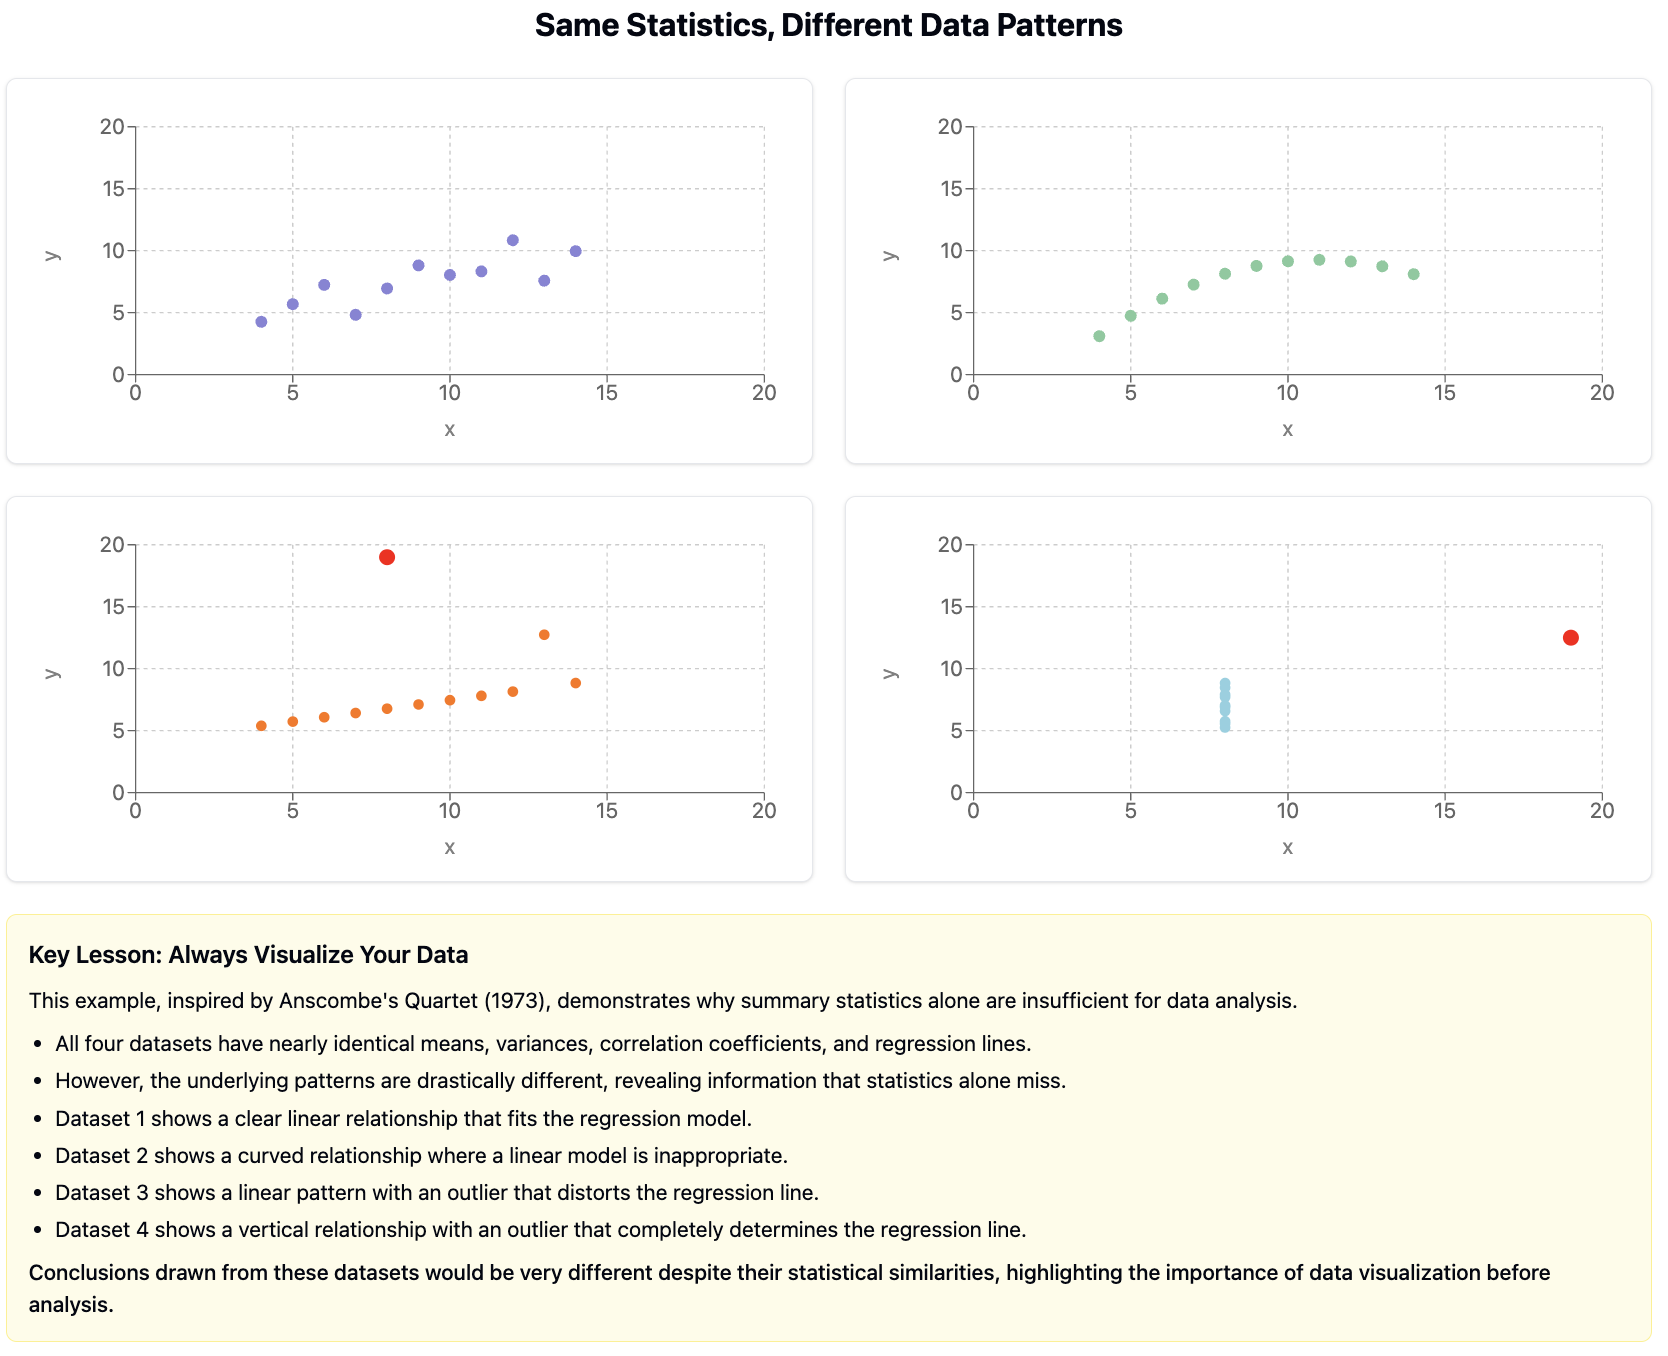 Same Statistics, Different Data Patterns
20
15
10
5
0
y
0 5 10 15 20
x
20
15
10
5
0
y
0 5 10 15 20
x
20
15
10
5
0
y
0 5 10 15 20
x
20
15
10
5
0
y
0 5 10 15 20
x
Key Lesson: Always Visualize Your Data
This example, inspired by Anscombe's Quartet (1973), demonstrates why summary statistics alone are insufficient for data analysis.
• All four datasets have nearly identical means, variances, correlation coefficients, and regression lines.
• However, the underlying patterns are drastically different, revealing information that statistics alone miss.
• Dataset 1 shows a clear linear relationship that fits the regression model.
• Dataset 2 shows a curved relationship where a linear model is inappropriate.
• Dataset 3 shows a linear pattern with an outlier that distorts the regression line.
• Dataset 4 shows a vertical relationship with an outlier that completely determines the regression line.
Conclusions drawn from these datasets would be very different despite their statistical similarities, highlighting the importance of data visualization before
analysis.